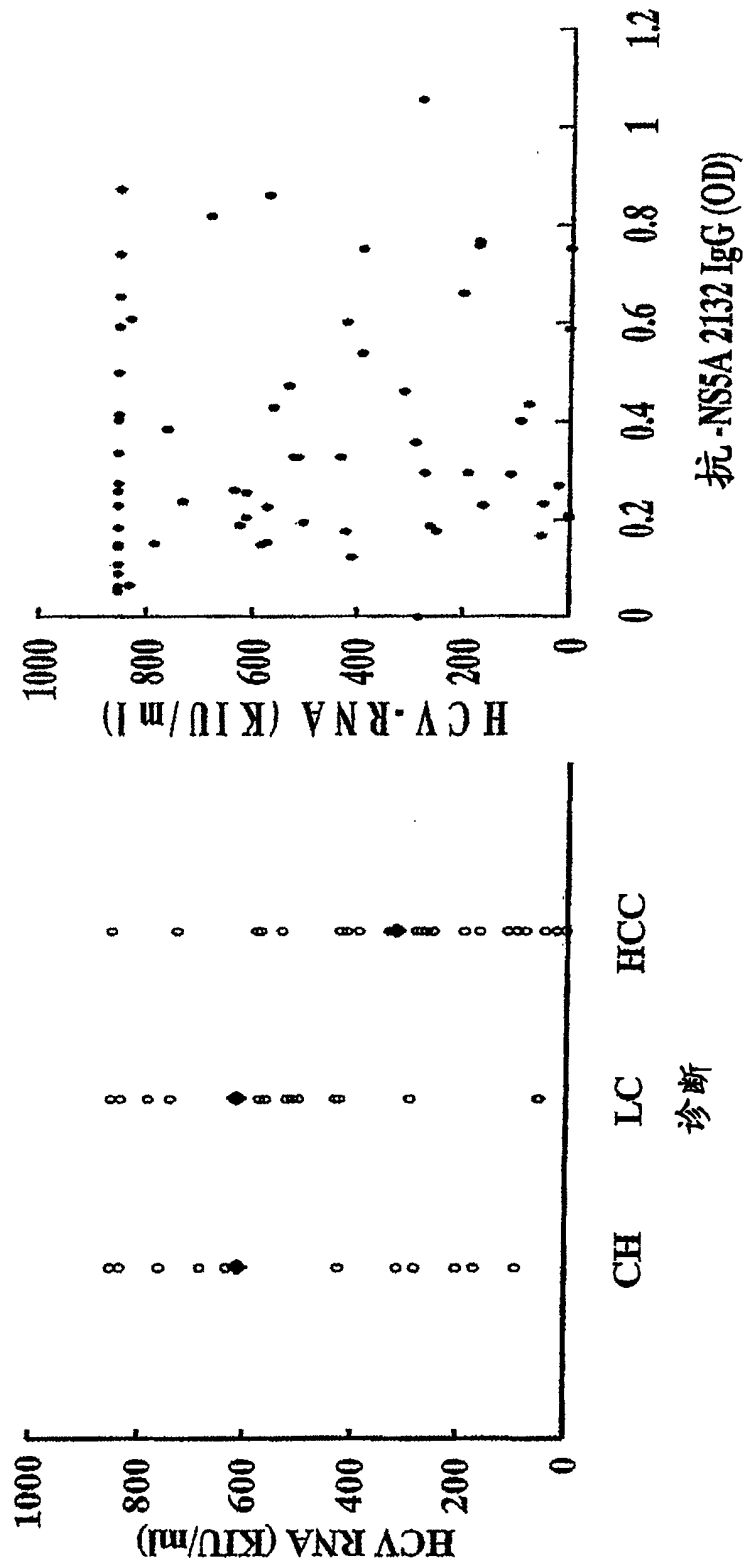 HCV RNA (KIU/ml)
1000
800
600
400
200
0
CH
LC
HCC
诊断
HCV-RNA (KIU/ml)
1000
800
600
400
200
0
0
0.2
0.4
0.6
0.8
1
1.2
抗-NS5A 2132 IgG (OD)